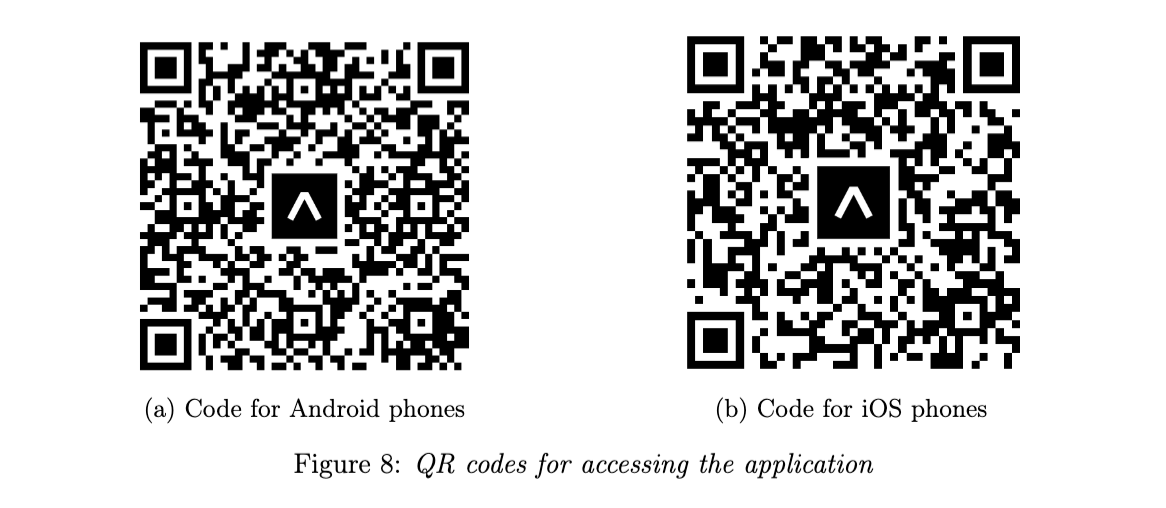 (a) Code for Android phones
(b) Code for iOS phones
Figure 8: QR codes for accessing the application